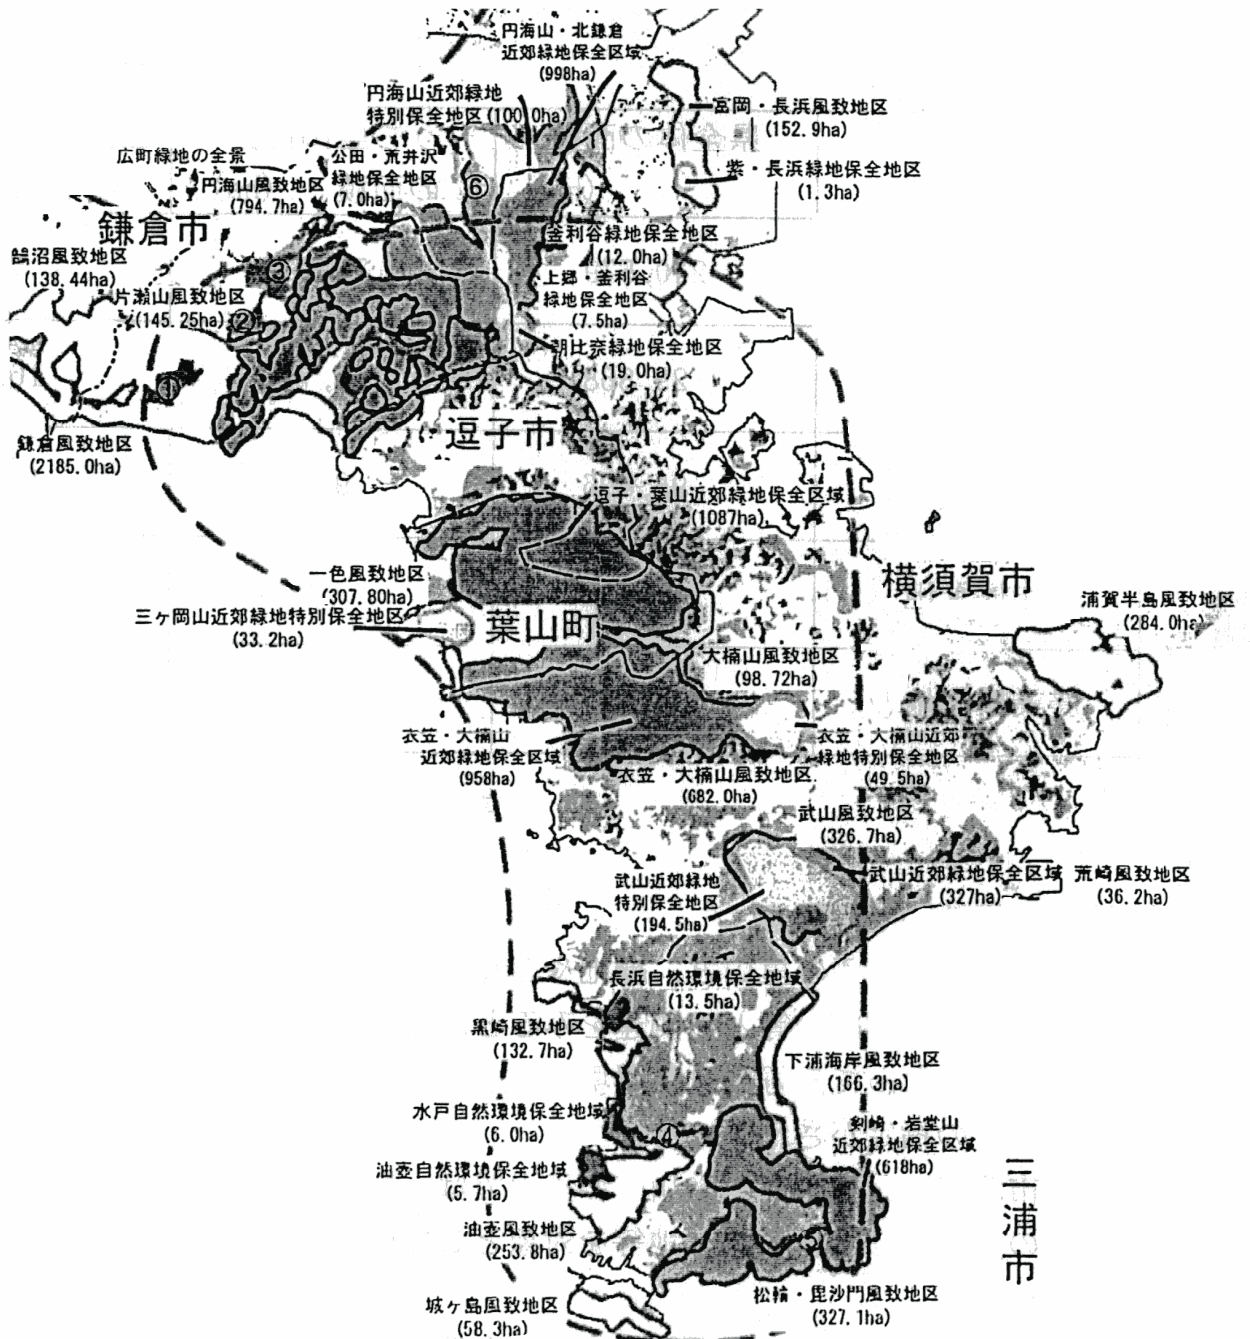 円海山・北鎌倉
近郊緑地保全区域
(998ha)
円海山近郊緑地
特別保全地区(100.0ha)
富岡・長浜風致地区
(152.9ha)
広町緑地の全景
公田・荒井沢
緑地保全地区
(7.0ha)
⑥
紫・長浜緑地保全地区
(1.3ha)
円海山風致地区
(794.7ha)
鎌倉市
釜利谷緑地保全地区
(12.0ha)
鵠沼風致地区
(138.44ha)
③
上郷・釜利谷
緑地保全地区
(7.5ha)
片瀬山風致地区
(145.25ha)
②
朝比奈緑地保全地区
(19.0ha)
①
鎌倉風致地区
(2185.0ha)
逗子市
逗子・葉山近郊緑地保全区域
(1087ha)
一色風致地区
(307.80ha)
横須賀市
浦賀半島風致地区
(284.0ha)
三ヶ岡山近郊緑地特別保全地区
(33.2ha)
葉山町
大楠山風致地区
(98.72ha)
衣笠・大楠山
近郊緑地保全区域
(958ha)
衣笠・大楠山近郊
緑地特別保全地区
(49.5ha)
衣笠・大楠山風致地区
(682.0ha)
武山風致地区
(326.7ha)
武山近郊緑地保全区域
(327ha)
荒崎風致地区
(36.2ha)
武山近郊緑地
特別保全地区
(194.5ha)
長浜自然環境保全地域
(13.5ha)
黒崎風致地区
(132.7ha)
下浦海岸風致地区
(166.3ha)
水戸自然環境保全地域
(6.0ha)
④
剣崎・岩堂山
近郊緑地保全区域
(618ha)
油壺自然環境保全地域
(5.7ha)
三浦市
油壺風致地区
(253.8ha)
⑤
松輪・毘沙門風致地区
(327.1ha)
城ヶ島風致地区
(58.3ha)